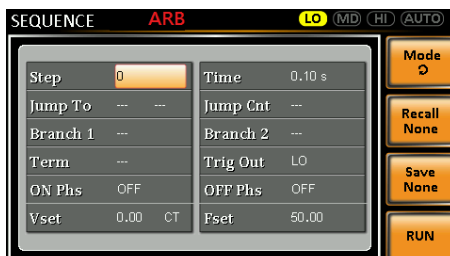 SEQUENCE ARB LO MD HI AUTO
Step 0 Time 0.10 s
Jump To --- --- Jump Cnt ---
Branch 1 --- Branch 2 ---
Term --- Trig Out LO
ON Phs OFF OFF Phs OFF
Vset 0.00 CT Fset 50.00
Mode
Recall
None
Save
None
RUN